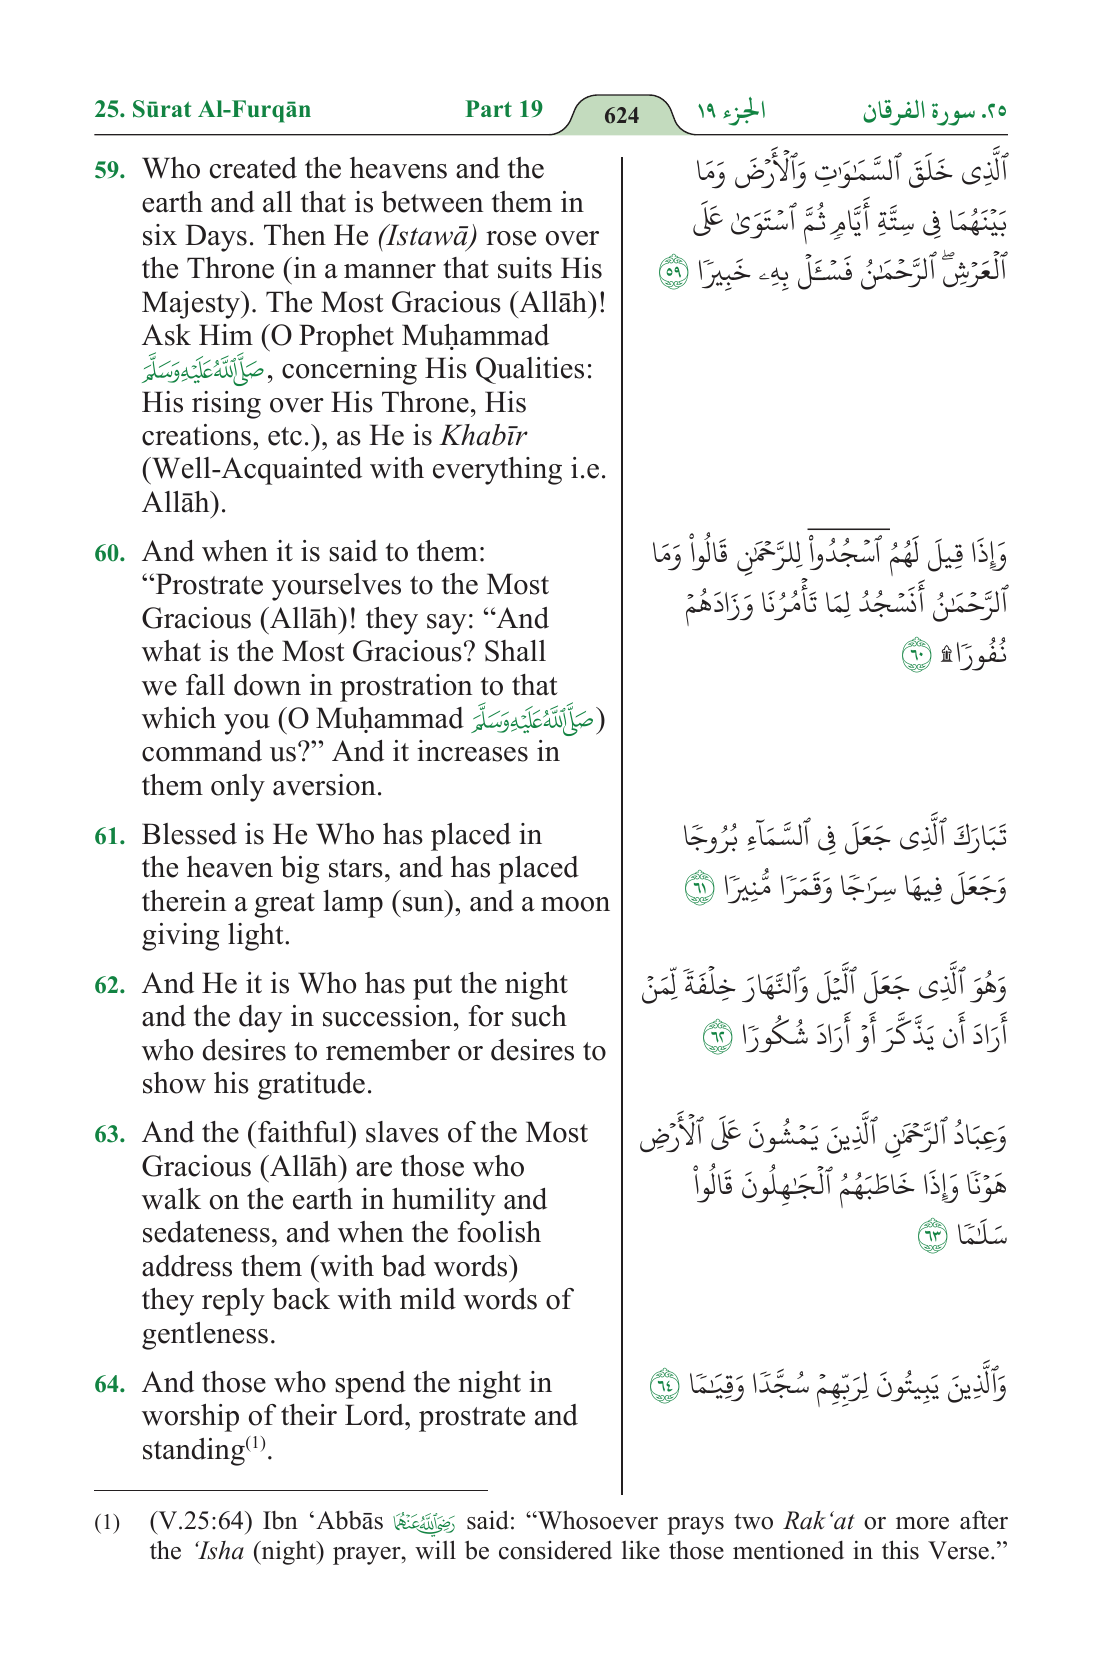 25. Sūrat Al-Furqān Part 19 624 الجزء ١٩ ٢٥. سورة الفرقان
59. Who created the heavens and the
earth and all that is between them in
six Days. Then He (Istawā) rose over
the Throne (in a manner that suits His
Majesty). The Most Gracious (Allāh)!
Ask Him (O Prophet Muḥammad
صَلَّى ٱللَّهُ عَلَيْهِ وَسَلَّمَ, concerning His Qualities:
His rising over His Throne, His
creations, etc.), as He is Khabīr
(Well-Acquainted with everything i.e.
Allāh).
ٱلَّذِى خَلَقَ ٱلسَّمَـٰوَٰتِ وَٱلْأَرْضَ وَمَا
بَيْنَهُمَا فِى سِتَّةِ أَيَّامٍ ثُمَّ ٱسْتَوَىٰ عَلَى
ٱلْعَرْشِ ۖ ٱلرَّحْمَـٰنُ فَسْـَٔلْ بِهِۦ خَبِيرًا ٥٩
60. And when it is said to them:
“Prostrate yourselves to the Most
Gracious (Allāh)! they say: “And
what is the Most Gracious? Shall
we fall down in prostration to that
which you (O Muḥammad صَلَّى ٱللَّهُ عَلَيْهِ وَسَلَّمَ)
command us?” And it increases in
them only aversion.
وَإِذَا قِيلَ لَهُمُ ٱسْجُدُوا۟ لِلرَّحْمَـٰنِ قَالُوا۟ وَمَا
ٱلرَّحْمَـٰنُ أَنَسْجُدُ لِمَا تَأْمُرُنَا وَزَادَهُمْ
نُفُورًا ۩ ٦٠
61. Blessed is He Who has placed in
the heaven big stars, and has placed
therein a great lamp (sun), and a moon
giving light.
تَبَارَكَ ٱلَّذِى جَعَلَ فِى ٱلسَّمَآءِ بُرُوجًا
وَجَعَلَ فِيهَا سِرَٰجًا وَقَمَرًا مُّنِيرًا ٦١
62. And He it is Who has put the night
and the day in succession, for such
who desires to remember or desires to
show his gratitude.
وَهُوَ ٱلَّذِى جَعَلَ ٱلَّيْلَ وَٱلنَّهَارَ خِلْفَةً لِّمَنْ
أَرَادَ أَن يَذَّكَّرَ أَوْ أَرَادَ شُكُورًا ٦٢
63. And the (faithful) slaves of the Most
Gracious (Allāh) are those who
walk on the earth in humility and
sedateness, and when the foolish
address them (with bad words)
they reply back with mild words of
gentleness.
وَعِبَادُ ٱلرَّحْمَـٰنِ ٱلَّذِينَ يَمْشُونَ عَلَى ٱلْأَرْضِ
هَوْنًا وَإِذَا خَاطَبَهُمُ ٱلْجَـٰهِلُونَ قَالُوا۟
سَلَـٰمًا ٦٣
64. And those who spend the night in
worship of their Lord, prostrate and
standing(1).
وَٱلَّذِينَ يَبِيتُونَ لِرَبِّهِمْ سُجَّدًا وَقِيَـٰمًا ٦٤
(1) (V.25:64) Ibn ‘Abbās رَضِيَ ٱللَّهُ عَنْهُمَا said: “Whosoever prays two Rak‘at or more after
the ‘Isha (night) prayer, will be considered like those mentioned in this Verse.”